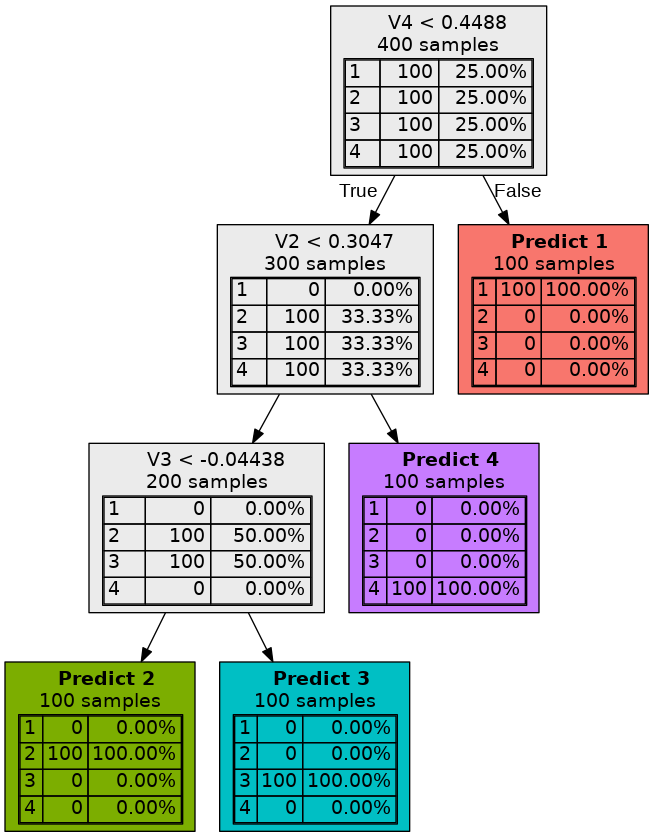 V4 < 0.4488
400 samples
1 100 25.00%
2 100 25.00%
3 100 25.00%
4 100 25.00%
True
False
V2 < 0.3047
300 samples
1 0 0.00%
2 100 33.33%
3 100 33.33%
4 100 33.33%
Predict 1
100 samples
1 100 100.00%
2 0 0.00%
3 0 0.00%
4 0 0.00%
V3 < -0.04438
200 samples
1 0 0.00%
2 100 50.00%
3 100 50.00%
4 0 0.00%
Predict 4
100 samples
1 0 0.00%
2 0 0.00%
3 0 0.00%
4 100 100.00%
Predict 2
100 samples
1 0 0.00%
2 100 100.00%
3 0 0.00%
4 0 0.00%
Predict 3
100 samples
1 0 0.00%
2 0 0.00%
3 100 100.00%
4 0 0.00%